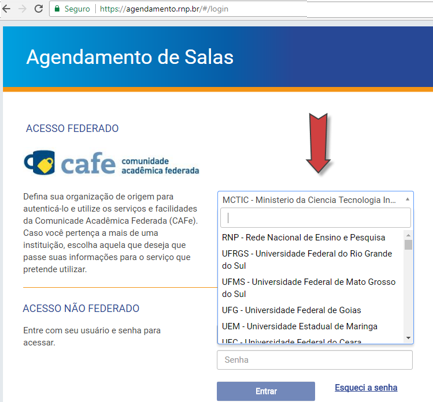 Seguro https://agendamento.rnp.br/#/login
Agendamento de Salas
ACESSO FEDERADO
cafe comunidade
acadêmica federada
Defina sua organização de origem para
autenticá-lo e utilize os serviços e facilidades
da Comunicade Acadêmica Federada (CAFe).
Caso você pertença a mais de uma
instituição, escolha aquela que deseja que
passe suas informações para o serviço que
pretende utilizar.
MCTIC - Ministerio da Ciencia Tecnologia In...
RNP - Rede Nacional de Ensino e Pesquisa
UFRGS - Universidade Federal do Rio Grande
do Sul
UFMS - Universidade Federal de Mato Grosso
do Sul
UFG - Universidade Federal de Goias
UEM - Universidade Estadual de Maringa
UFC - Universidade Federal do Ceara
ACESSO NÃO FEDERADO
Entre com seu usuário e senha para
acessar.
Senha
Entrar
Esqueci a senha